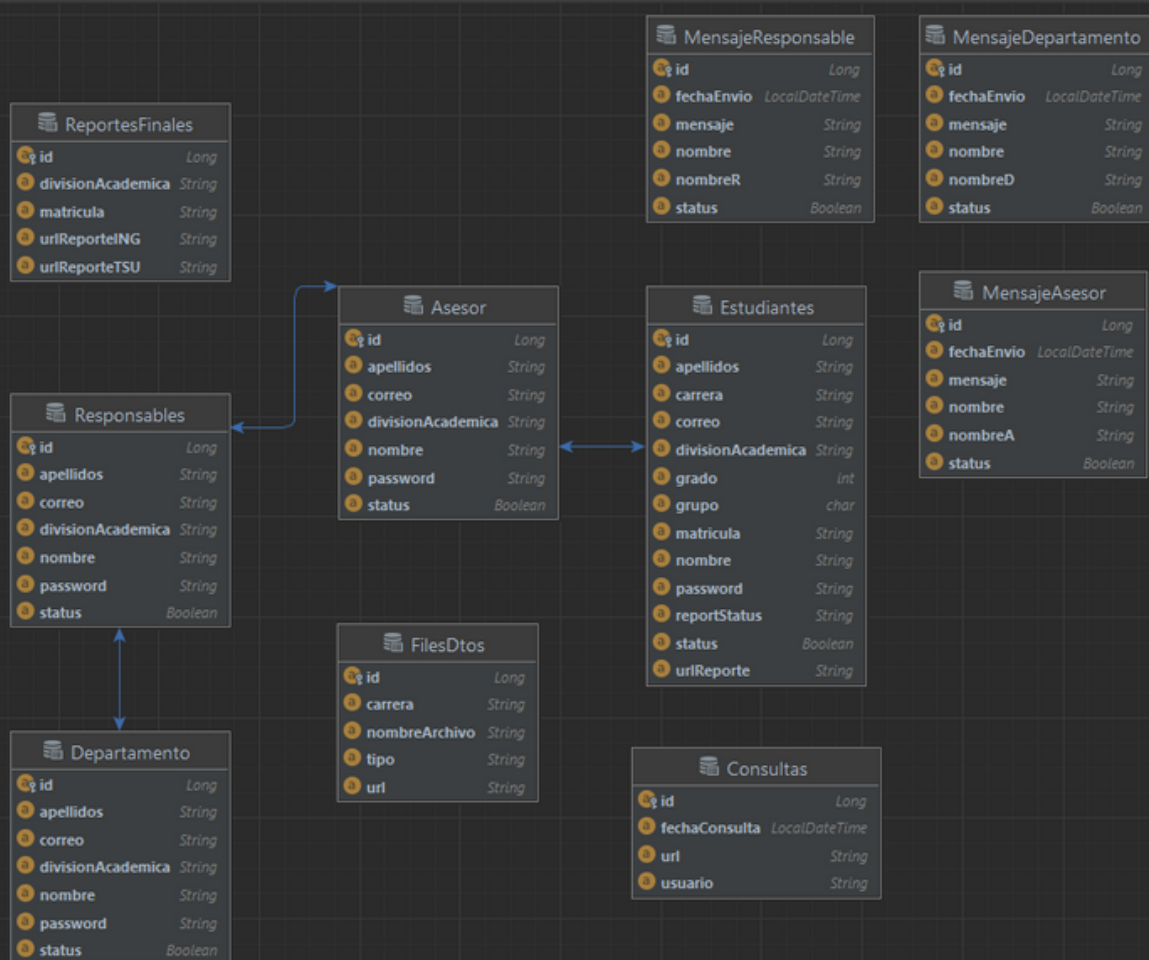 MensajeResponsable
id Long
fechaEnvio LocalDateTime
mensaje String
nombre String
nombreR String
status Boolean
MensajeDepartamento
id Long
fechaEnvio LocalDateTime
mensaje String
nombre String
nombreD String
status Boolean
ReportesFinales
id Long
divisionAcademica String
matricula String
urlReporteING String
urlReporteTSU String
Asesor
id Long
apellidos String
correo String
divisionAcademica String
nombre String
password String
status Boolean
Estudiantes
id Long
apellidos String
carrera String
correo String
divisionAcademica String
grado int
grupo char
matricula String
nombre String
password String
reportStatus String
status Boolean
urlReporte String
MensajeAsesor
id Long
fechaEnvio LocalDateTime
mensaje String
nombre String
nombreA String
status Boolean
Responsables
id Long
apellidos String
correo String
divisionAcademica String
nombre String
password String
status Boolean
FilesDtos
id Long
carrera String
nombreArchivo String
tipo String
url String
Departamento
id Long
apellidos String
correo String
divisionAcademica String
nombre String
password String
status Boolean
Consultas
id Long
fechaConsulta LocalDateTime
url String
usuario String